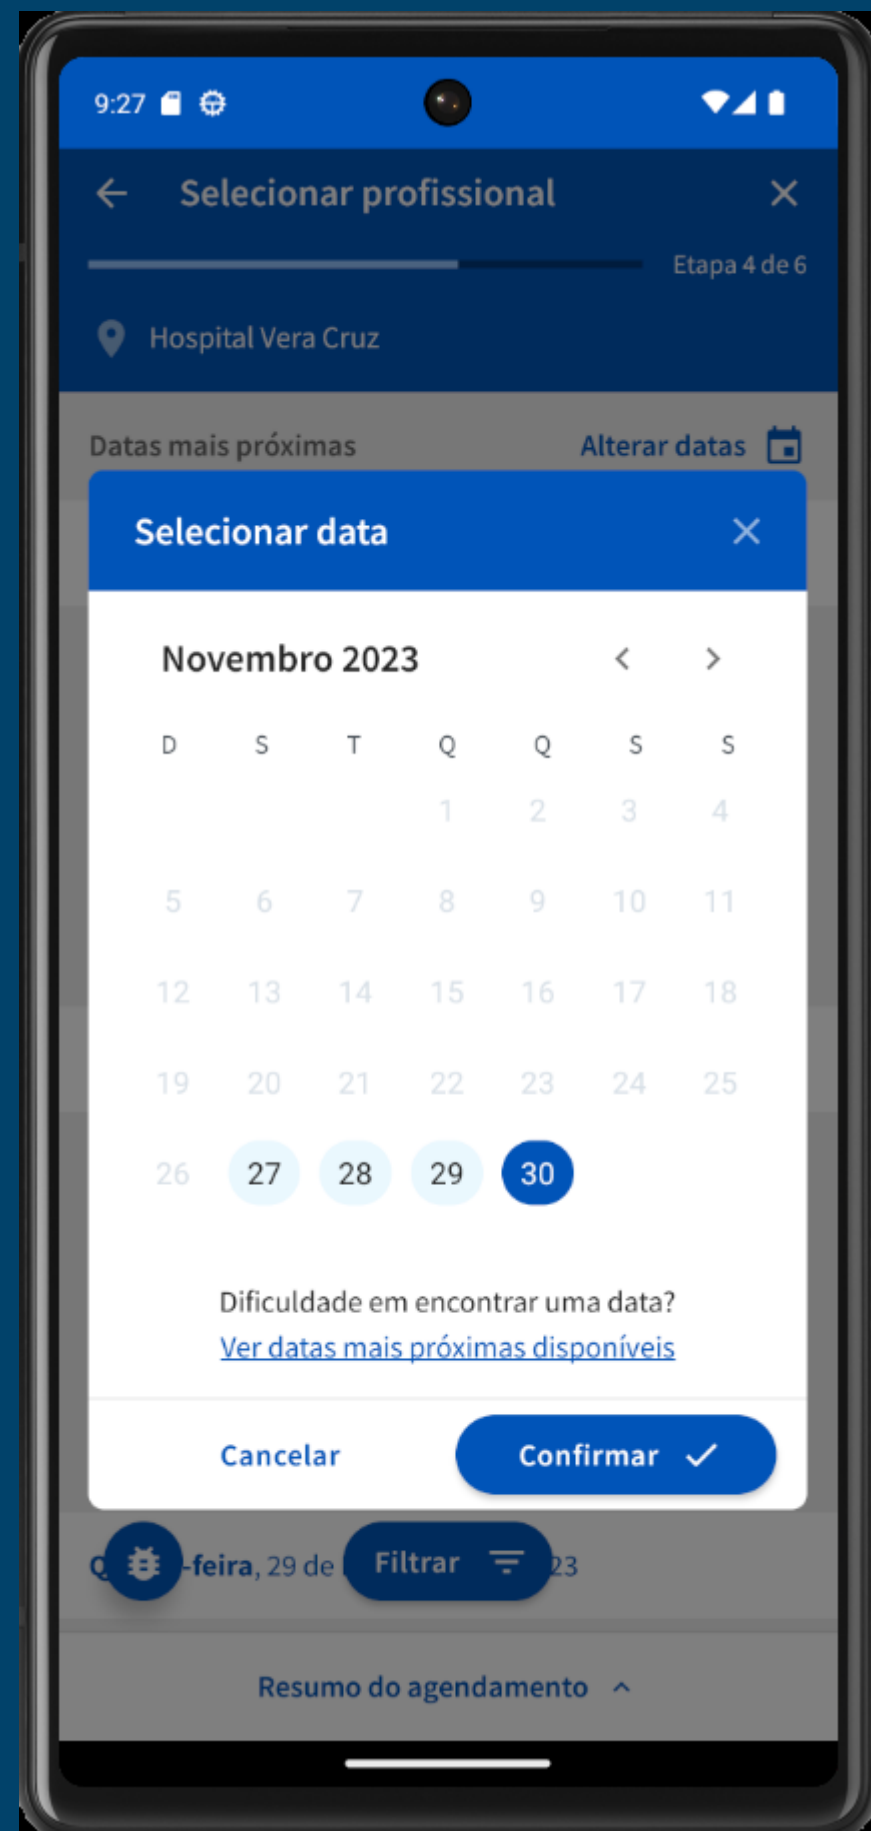 9:27
Selecionar profissional
Etapa 4 de 6
Hospital Vera Cruz
Datas mais próximas
Alterar datas
Selecionar data
Novembro 2023
D S T Q Q S S
1 2 3 4
5 6 7 8 9 10 11
12 13 14 15 16 17 18
19 20 21 22 23 24 25
26 27 28 29 30
Dificuldade em encontrar uma data?
Ver datas mais próximas disponíveis
Cancelar
Confirmar
-feira, 29 de
Filtrar
23
Resumo do agendamento